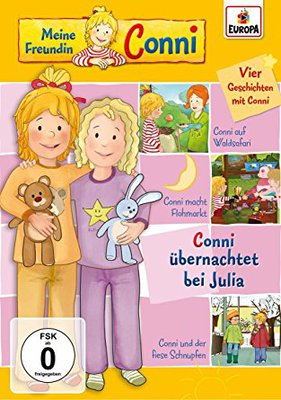 Meine
Freundin
Conni
EUROPA
Vier
Geschichten
mit Conni
Conni auf
Waldsafari
Conni macht
Flohmarkt
Conni
übernachtet
bei Julia
Conni und der
fiese Schnupfen
FSK
ab
0
freigegeben